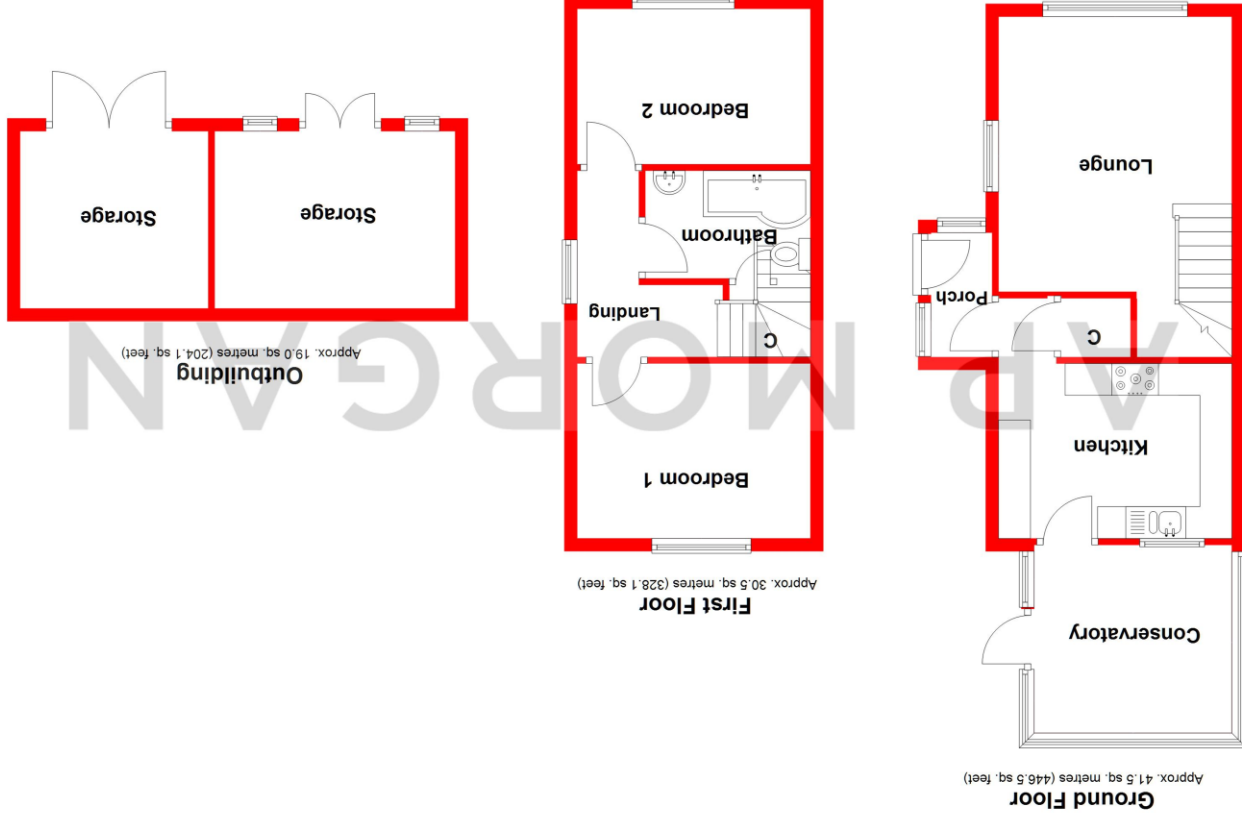 Ground Floor
Approx. 41.5 sq. metres (446.5 sq. feet)
Conservatory
Kitchen
C
Porch
Lounge
First Floor
Approx. 30.5 sq. metres (328.1 sq. feet)
Bedroom 1
C
Landing
Bathroom
Bedroom 2
Outbuilding
Approx. 19.0 sq. metres (204.1 sq. feet)
Storage
Storage
AP MORGAN